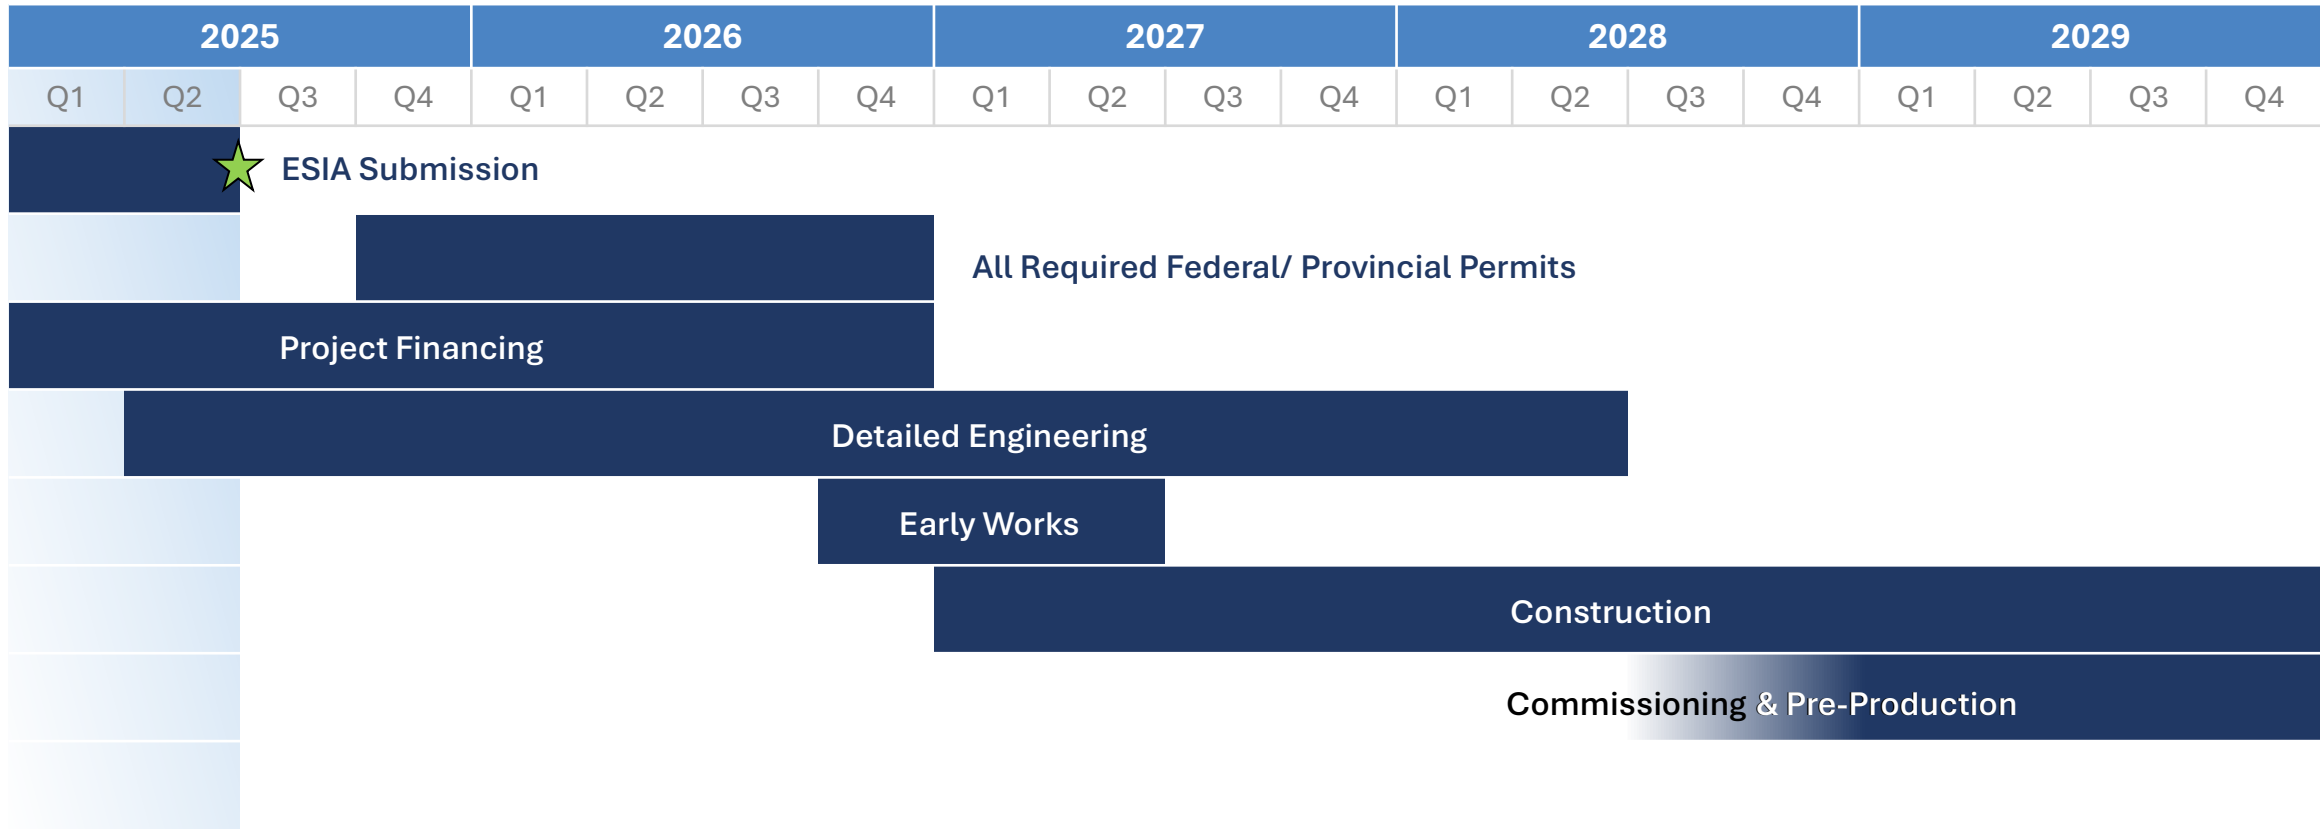 2025 2026 2027 2028 2029
Q1 Q2 Q3 Q4 Q1 Q2 Q3 Q4 Q1 Q2 Q3 Q4 Q1 Q2 Q3 Q4 Q1 Q2 Q3 Q4
ESIA Submission
All Required Federal/ Provincial Permits
Project Financing
Detailed Engineering
Early Works
Construction
Commissioning & Pre-Production